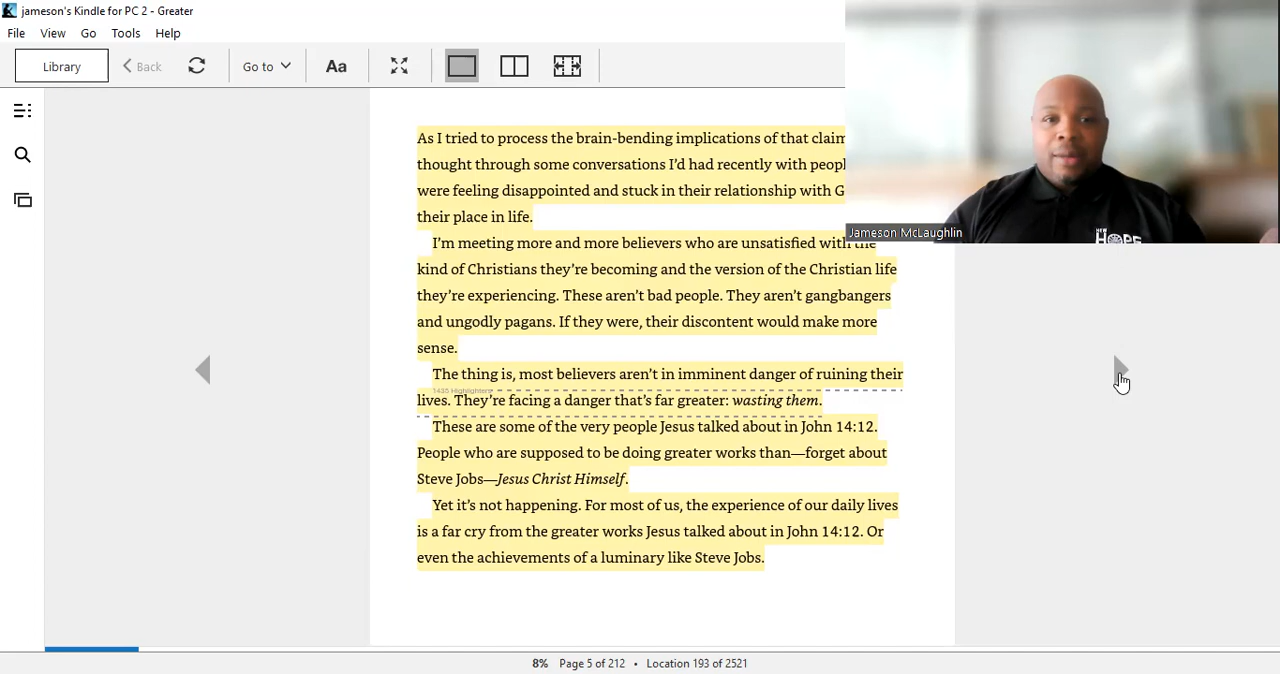 jameson's Kindle for PC 2 - Greater
File View Go Tools Help
Library Back Go to Aa
As I tried to process the brain-bending implications of that claim
thought through some conversations I'd had recently with peopl
were feeling disappointed and stuck in their relationship with G
their place in life.
Jameson McLaughlin
NEW HOPE
I'm meeting more and more believers who are unsatisfied with the
kind of Christians they're becoming and the version of the Christian life
they're experiencing. These aren't bad people. They aren't gangbangers
and ungodly pagans. If they were, their discontent would make more
sense.
The thing is, most believers aren't in imminent danger of ruining their
1435 Highlighters
lives. They're facing a danger that's far greater: wasting them.
These are some of the very people Jesus talked about in John 14:12.
People who are supposed to be doing greater works than—forget about
Steve Jobs—Jesus Christ Himself.
Yet it's not happening. For most of us, the experience of our daily lives
is a far cry from the greater works Jesus talked about in John 14:12. Or
even the achievements of a luminary like Steve Jobs.
8% Page 5 of 212 • Location 193 of 2521